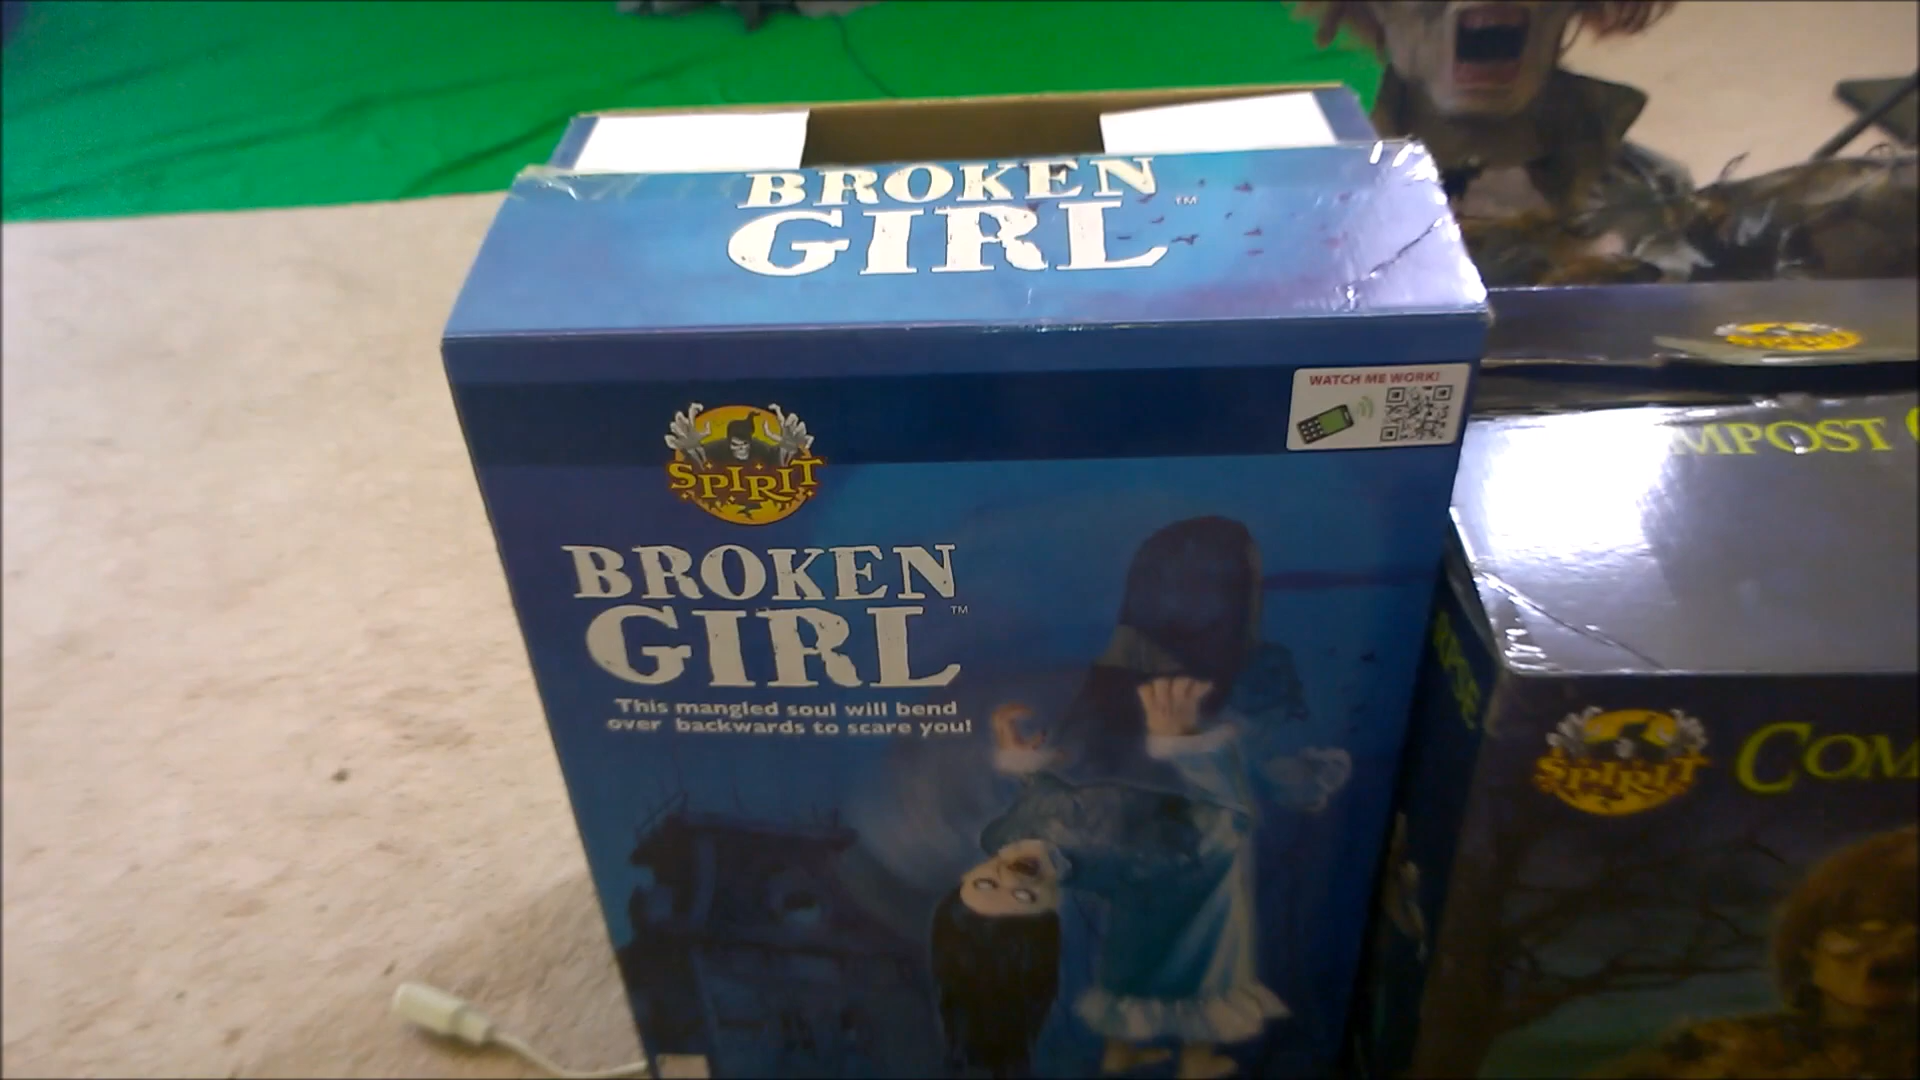 BROKEN
GIRL™
WATCH ME WORK!
SPIRIT
BROKEN
GIRL™
This mangled soul will bend
over backwards to scare you!
SPIRIT
MPOST
SPIRIT
COM